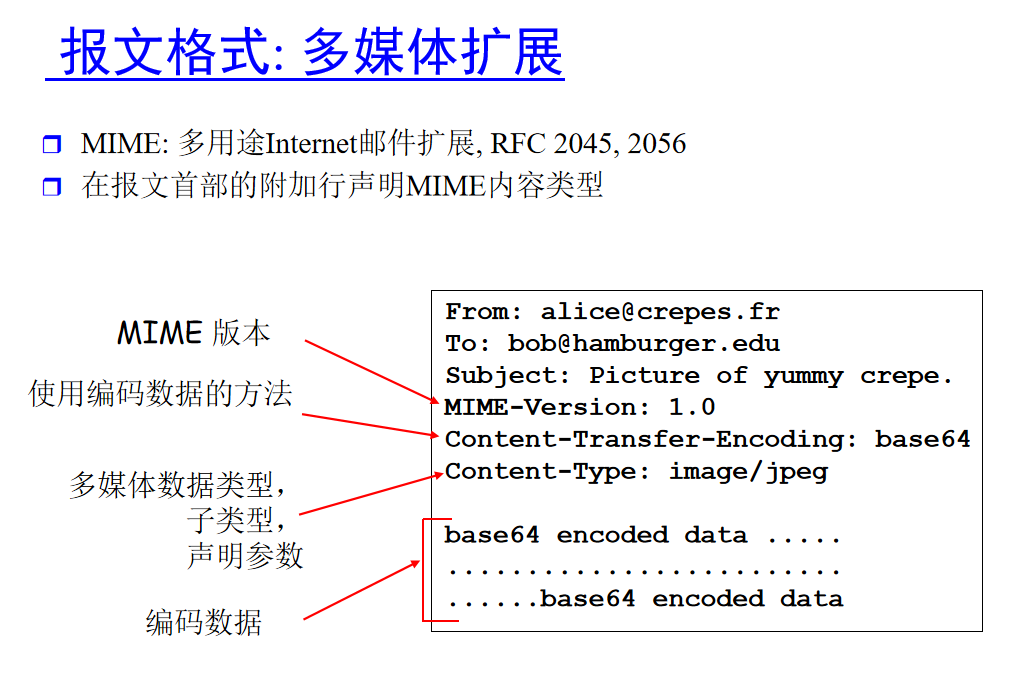 报文格式: 多媒体扩展
MIME: 多用途Internet邮件扩展, RFC 2045, 2056
在报文首部的附加行声明MIME内容类型
MIME 版本
使用编码数据的方法
多媒体数据类型，
子类型，
声明参数
编码数据
From: alice@crepes.fr
To: bob@hamburger.edu
Subject: Picture of yummy crepe.
MIME-Version: 1.0
Content-Transfer-Encoding: base64
Content-Type: image/jpeg
base64 encoded data .....
.........................
......base64 encoded data